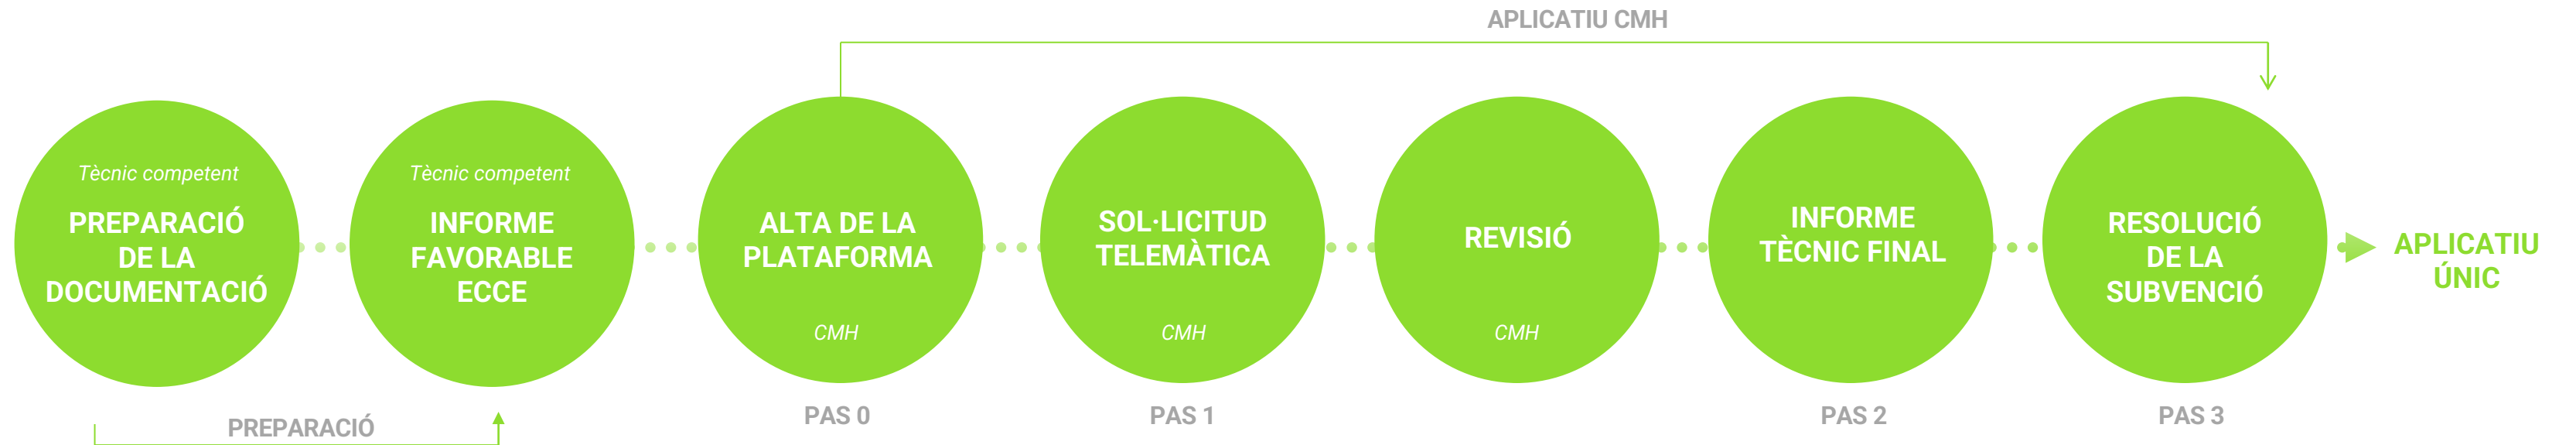 APLICATIU CMH
Tècnic competent
PREPARACIÓ
DE LA
DOCUMENTACIÓ
Tècnic competent
INFORME
FAVORABLE
ECCE
ALTA DE LA
PLATAFORMA
CMH
SOL·LICITUD
TELEMÀTICA
CMH
REVISIÓ
CMH
INFORME
TÈCNIC FINAL
RESOLUCIÓ
DE LA
SUBVENCIÓ
APLICATIU
ÚNIC
PREPARACIÓ
PAS 0
PAS 1
PAS 2
PAS 3